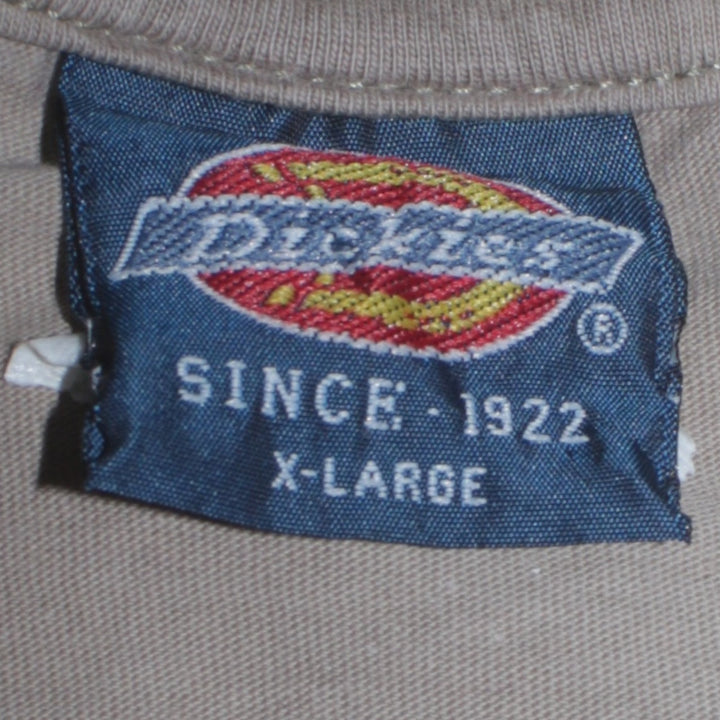 Dickies
®
SINCE · 1922
X-LARGE